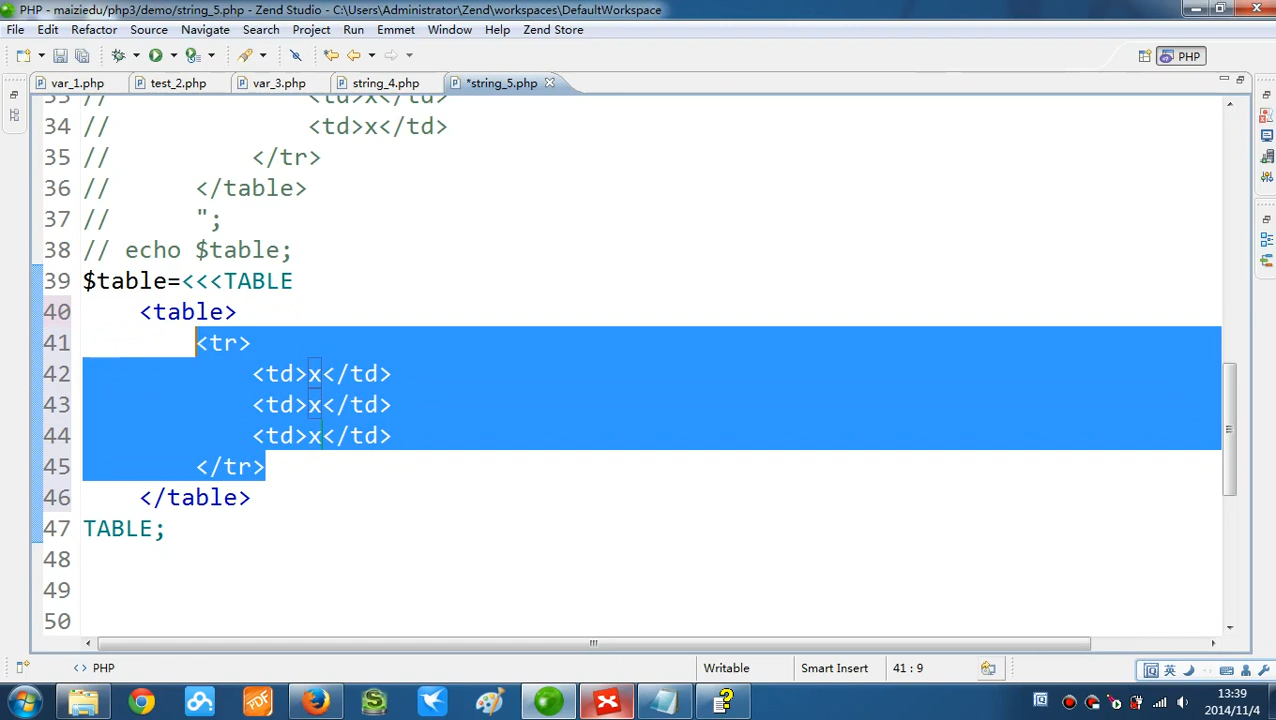 PHP - maiziedu/php3/demo/string_5.php - Zend Studio - C:\Users\Administrator\Zend\workspaces\DefaultWorkspace
File Edit Refactor Source Navigate Search Project Run Emmet Window Help Zend Store
PHP
var_1.php test_2.php var_3.php string_4.php *string_5.php
33 // <td>x</td>
34 // <td>x</td>
35 // </tr>
36 // </table>
37 // ";
38 // echo $table;
39 $table=<<<TABLE
40 <table>
41 <tr>
42 <td>x</td>
43 <td>x</td>
44 <td>x</td>
45 </tr>
46 </table>
47 TABLE;
48
49
50
<> PHP Writable Smart Insert 41 : 9
英
PDF
13:39
2014/11/4